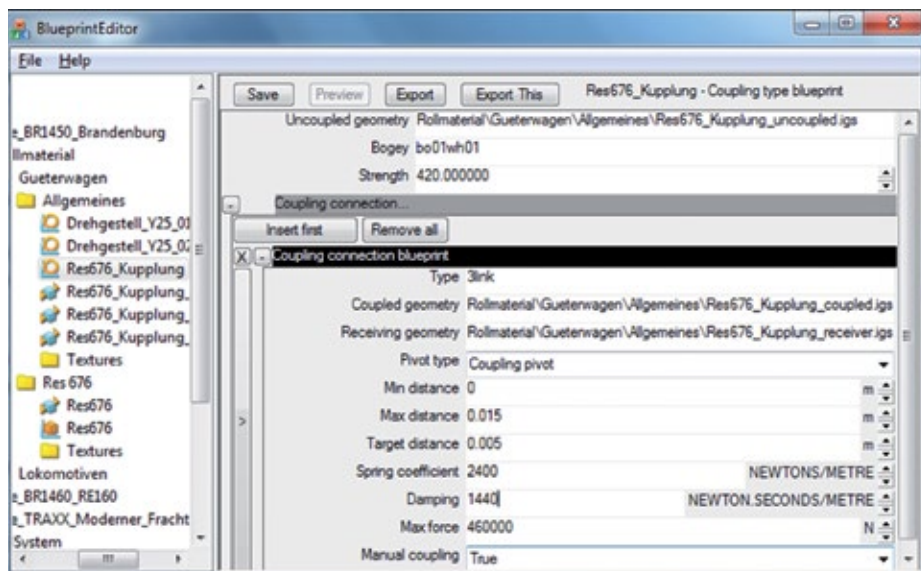 BlueprintEditor
File Help
e_BR1450_Brandenburg
llmaterial
Gueterwagen
Allgemeines
Drehgestell_Y25_01
Drehgestell_Y25_02
Res676_Kupplung
Res676_Kupplung_
Res676_Kupplung_
Res676_Kupplung_
Textures
Res 676
Res676
Res676
Textures
Lokomotiven
e_BR1460_RE160
e_TRAXX_Moderner_Fracht
System
Save Preview Export Export This Res676_Kupplung - Coupling type blueprint
Uncoupled geometry Rollmaterial\Gueterwagen\Allgemeines\Res676_Kupplung_uncoupled.igs
Bogey bo01wh01
Strength 420.000000
- Coupling connection...
Insert first Remove all
X - Coupling connection blueprint
Type 3link
Coupled geometry Rollmaterial\Gueterwagen\Allgemeines\Res676_Kupplung_coupled.igs
Receiving geometry Rollmaterial\Gueterwagen\Allgemeines\Res676_Kupplung_receiver.igs
Pivot type Coupling pivot
Min distance 0 m
Max distance 0.015 m
>
Target distance 0.005 m
Spring coefficient 2400 NEWTONS/METRE
Damping 1440 NEWTON.SECONDS/METRE
Max force 460000 N
Manual coupling True